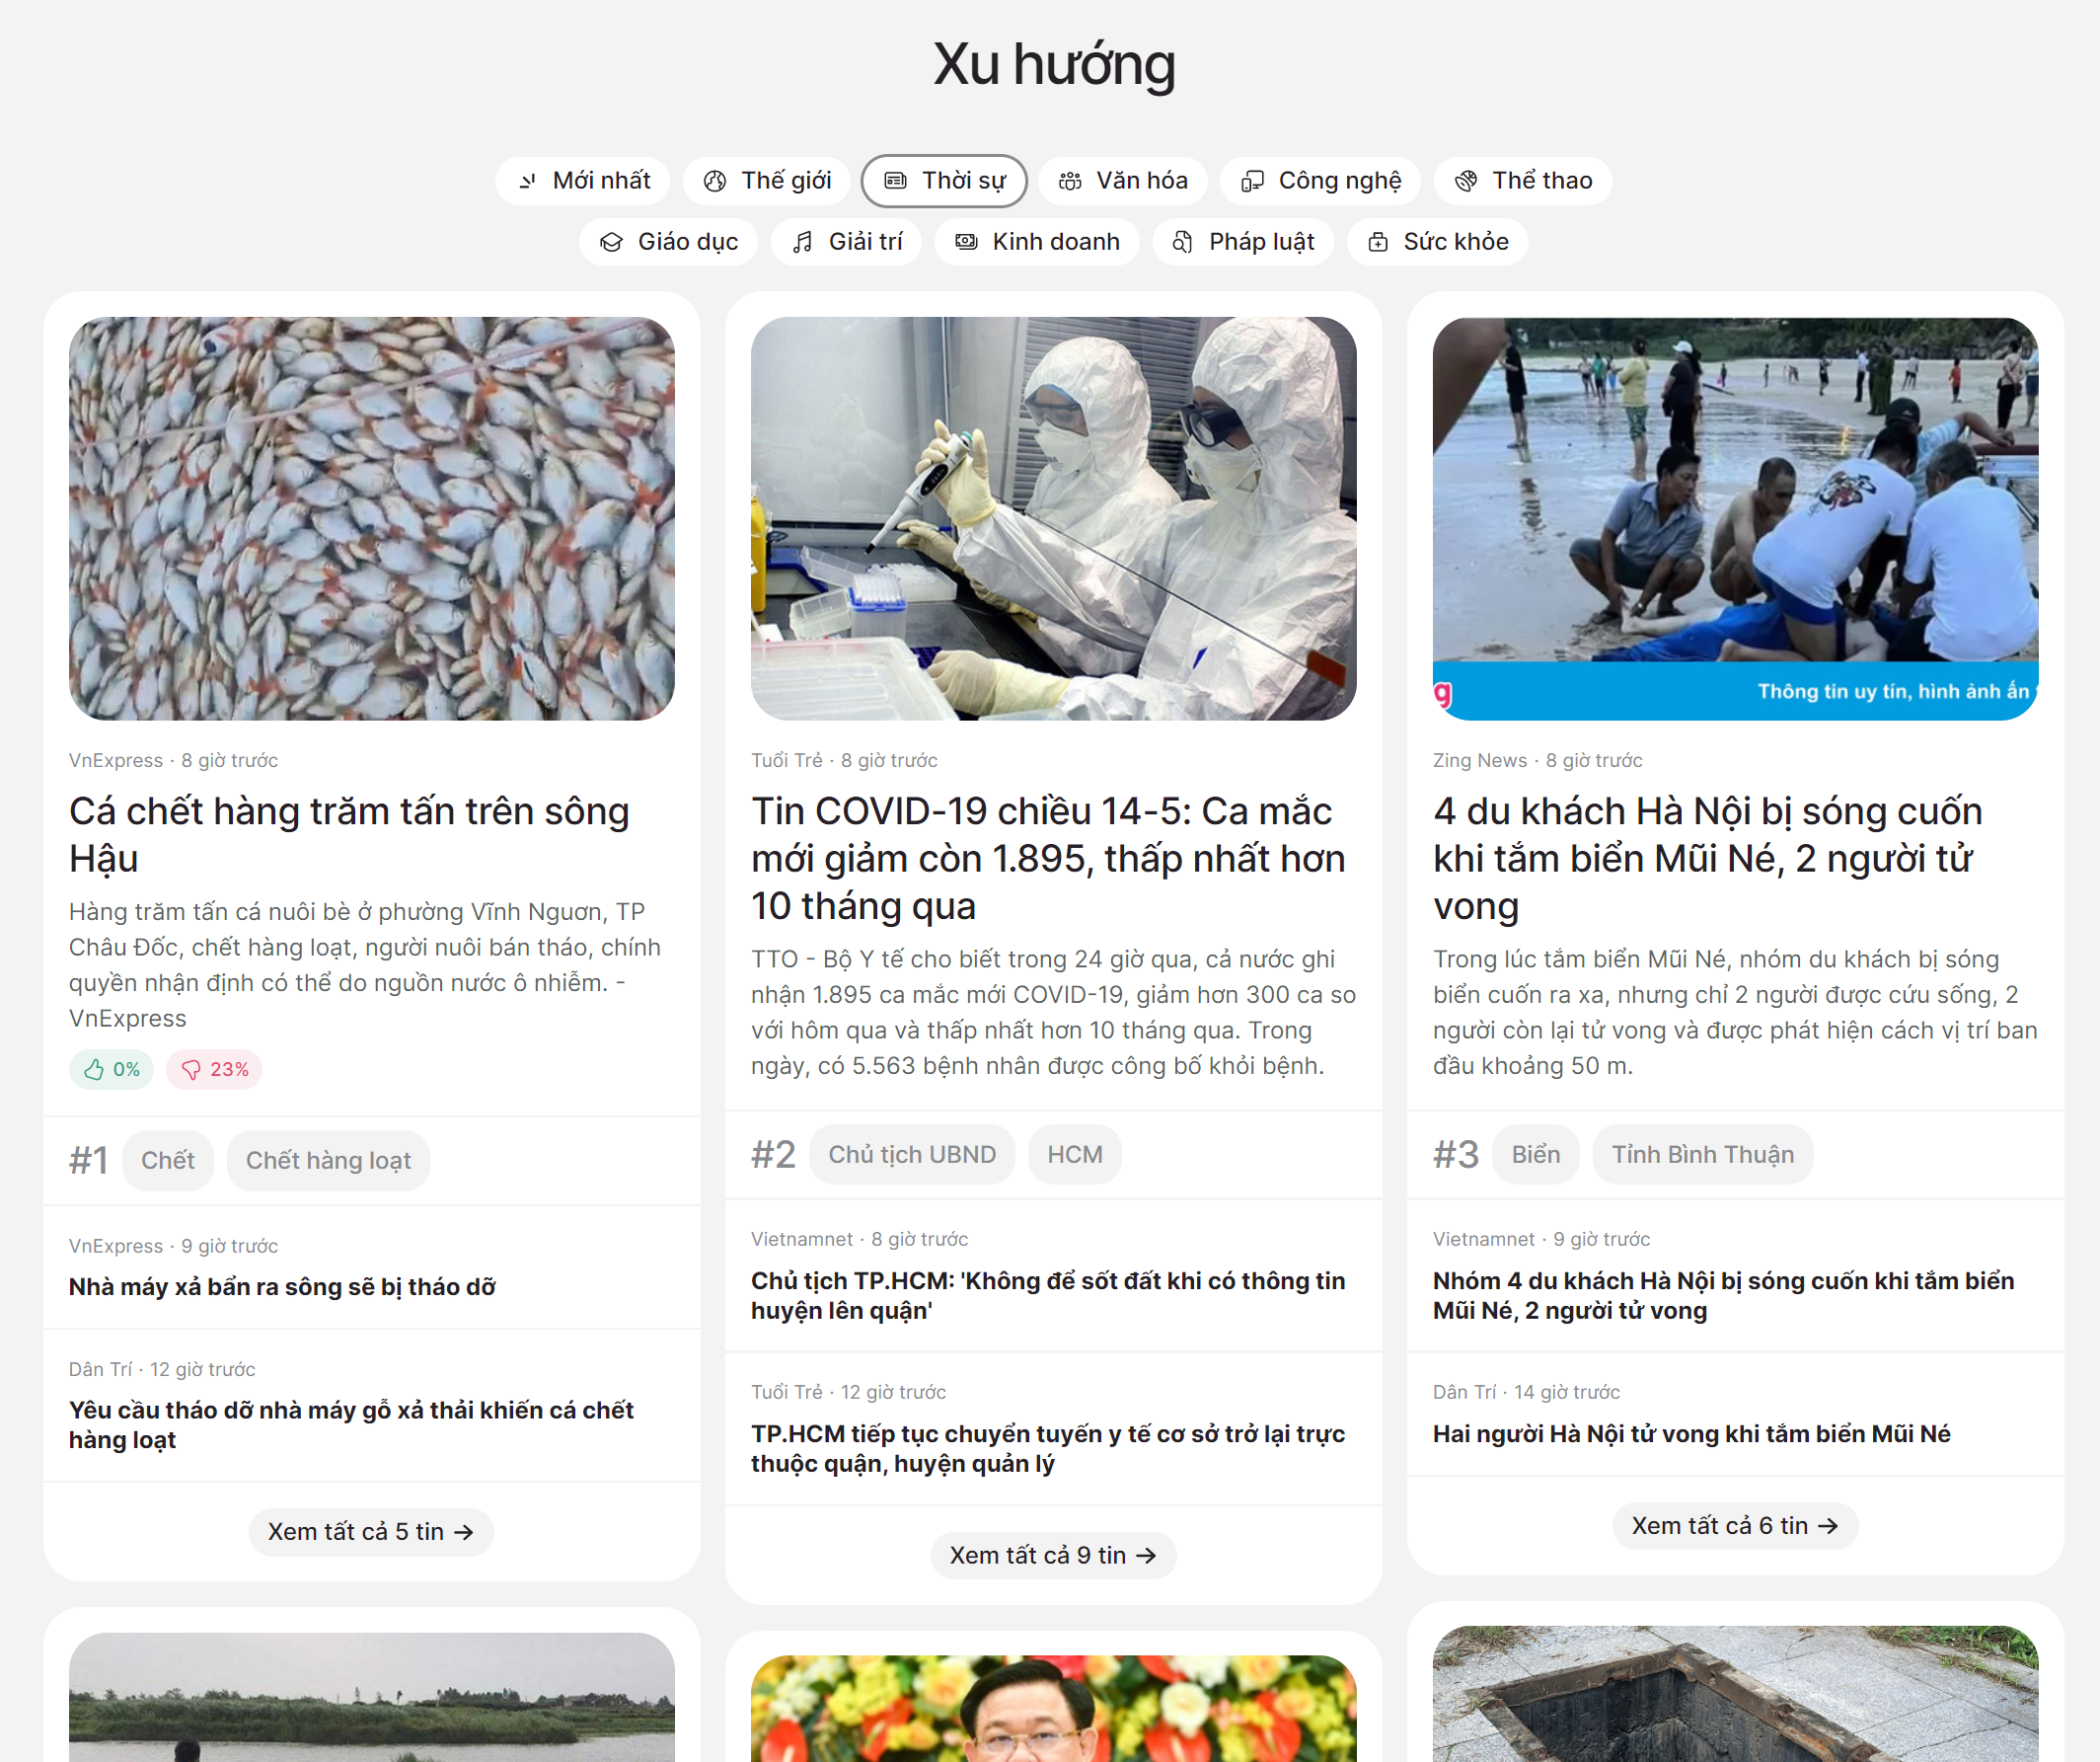 Xu hướng
Mới nhất
Thế giới
Thời sự
Văn hóa
Công nghệ
Thể thao
Giáo dục
Giải trí
Kinh doanh
Pháp luật
Sức khỏe
VnExpress · 8 giờ trước
Cá chết hàng trăm tấn trên sông
Hậu
Hàng trăm tấn cá nuôi bè ở phường Vĩnh Nguơn, TP
Châu Đốc, chết hàng loạt, người nuôi bán tháo, chính
quyền nhận định có thể do nguồn nước ô nhiễm. -
VnExpress
0%
23%
#1
Chết
Chết hàng loạt
VnExpress · 9 giờ trước
Nhà máy xả bẩn ra sông sẽ bị tháo dỡ
Dân Trí · 12 giờ trước
Yêu cầu tháo dỡ nhà máy gỗ xả thải khiến cá chết
hàng loạt
Xem tất cả 5 tin →
Tuổi Trẻ · 8 giờ trước
Tin COVID-19 chiều 14-5: Ca mắc
mới giảm còn 1.895, thấp nhất hơn
10 tháng qua
TTO - Bộ Y tế cho biết trong 24 giờ qua, cả nước ghi
nhận 1.895 ca mắc mới COVID-19, giảm hơn 300 ca so
với hôm qua và thấp nhất hơn 10 tháng qua. Trong
ngày, có 5.563 bệnh nhân được công bố khỏi bệnh.
#2
Chủ tịch UBND
HCM
Vietnamnet · 8 giờ trước
Chủ tịch TP.HCM: 'Không để sốt đất khi có thông tin
huyện lên quận'
Tuổi Trẻ · 12 giờ trước
TP.HCM tiếp tục chuyển tuyến y tế cơ sở trở lại trực
thuộc quận, huyện quản lý
Xem tất cả 9 tin →
g
Thông tin uy tín, hình ảnh ấn
Zing News · 8 giờ trước
4 du khách Hà Nội bị sóng cuốn
khi tắm biển Mũi Né, 2 người tử
vong
Trong lúc tắm biển Mũi Né, nhóm du khách bị sóng
biển cuốn ra xa, nhưng chỉ 2 người được cứu sống, 2
người còn lại tử vong và được phát hiện cách vị trí ban
đầu khoảng 50 m.
#3
Biển
Tỉnh Bình Thuận
Vietnamnet · 9 giờ trước
Nhóm 4 du khách Hà Nội bị sóng cuốn khi tắm biển
Mũi Né, 2 người tử vong
Dân Trí · 14 giờ trước
Hai người Hà Nội tử vong khi tắm biển Mũi Né
Xem tất cả 6 tin →